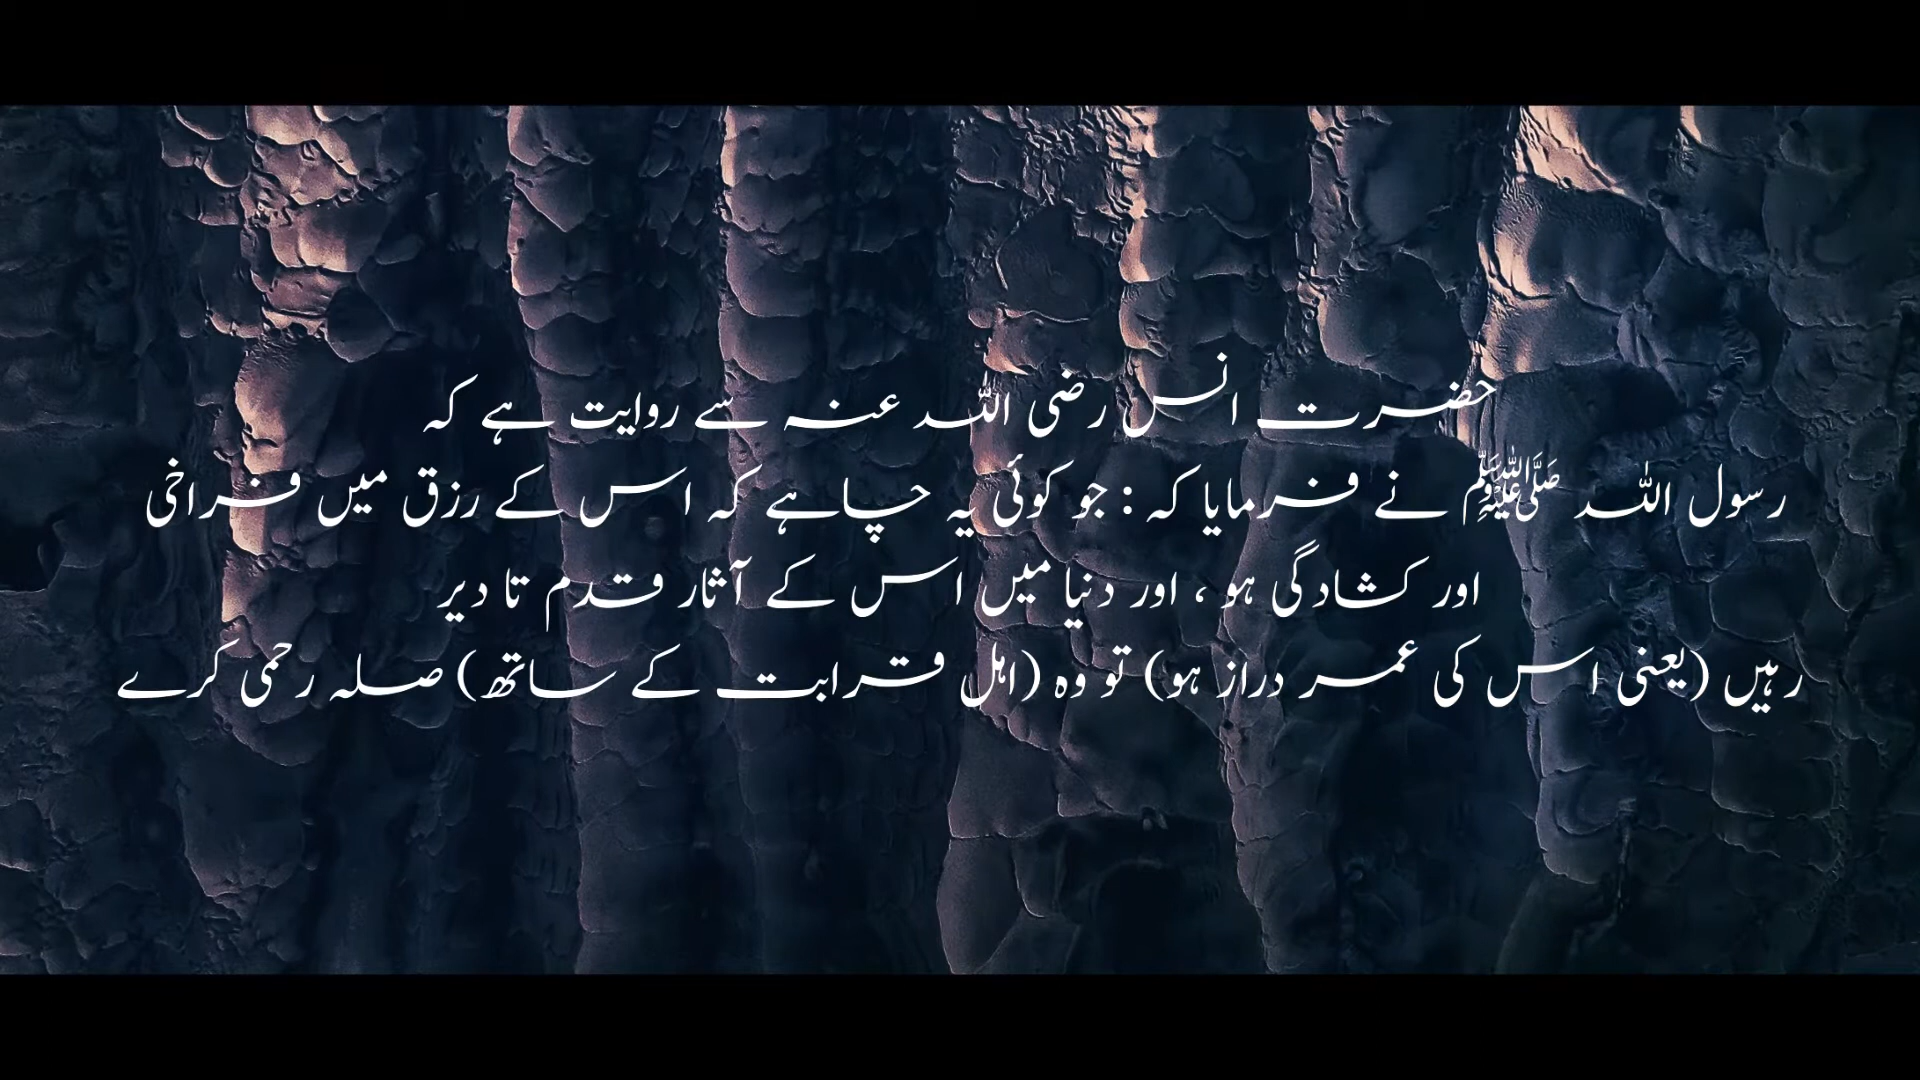 حضرت انس رضی اللہ عنہ سے روایت ہے کہ
رسول اللہ ﷺ نے فرمایا کہ : جو کوئی یہ چاہے کہ اس کے رزق میں فراخی
اور کشادگی ہو ، اور دنیا میں اس کے آثار قدم تا دیر
رہیں (یعنی اس کی عمر دراز ہو) تو وہ (اہل قرابت کے ساتھ) صلہ رحمی کرے